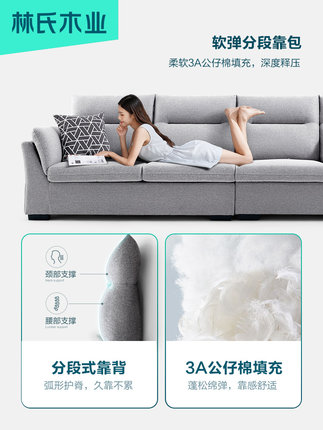 林氏木业
软弹分段靠包
柔软3A公仔棉填充，深度释压
颈部支撑
腰部支撑
分段式靠背
弧形护脊，久靠不累
3A公仔棉填充
蓬松绵弹，靠感舒适